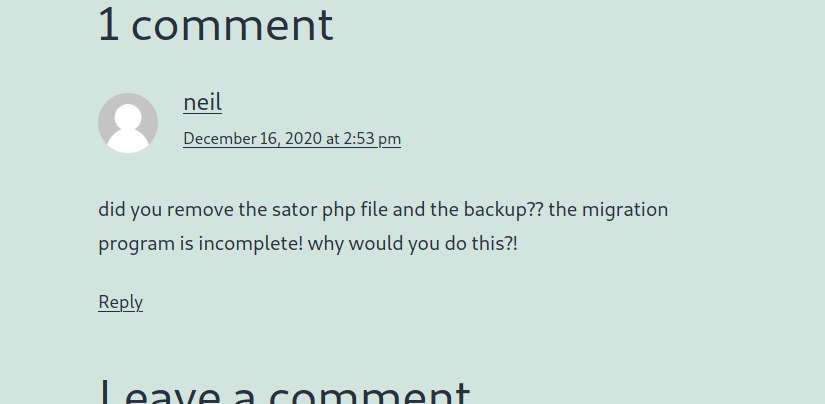 1 comment
neil
December 16, 2020 at 2:53 pm
did you remove the sator php file and the backup?? the migration
program is incomplete! why would you do this?!
Reply
Leave a comment